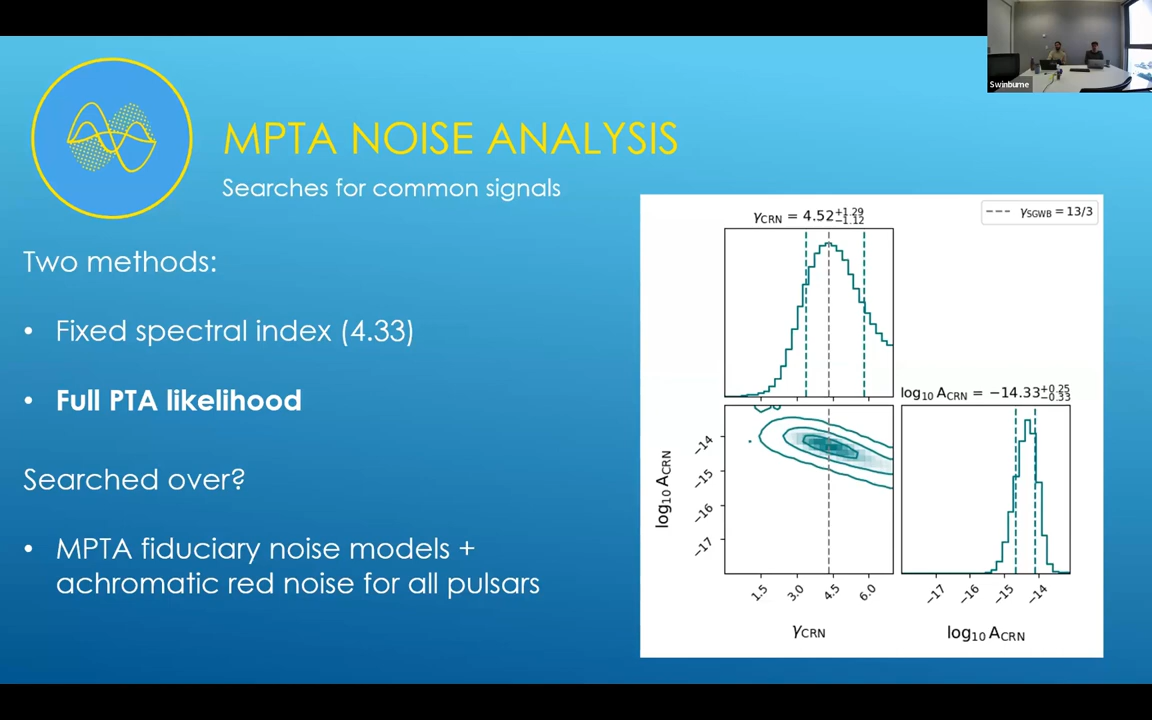 Swinburne
MPTA NOISE ANALYSIS
Searches for common signals
Two methods:
• Fixed spectral index (4.33)
• Full PTA likelihood
Searched over?
• MPTA fiduciary noise models +
achromatic red noise for all pulsars
γCRN = 4.52+1.29−1.12
γSGWB = 13/3
log10 ACRN = −14.33+0.25−0.33
log10 ACRN
−14
−15
−16
−17
1.5 3.0 4.5 6.0
γCRN
−17 −16 −15 −14
log10 ACRN